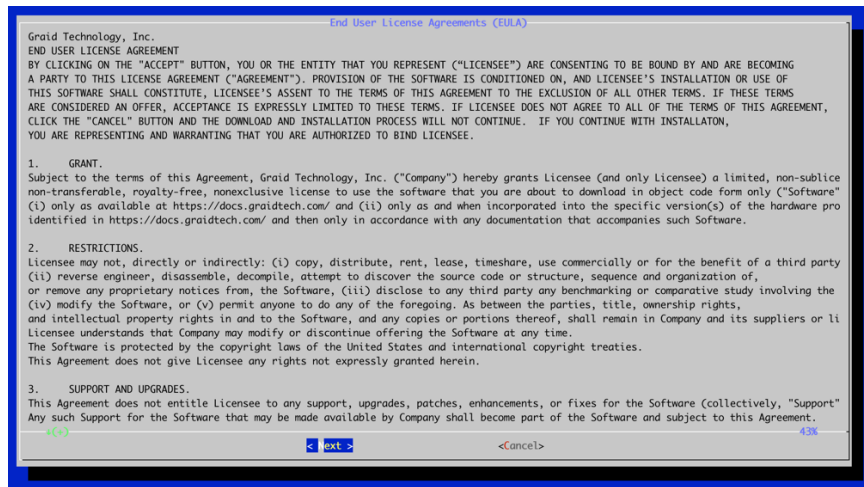 End User License Agreements (EULA)
Graid Technology, Inc.
END USER LICENSE AGREEMENT
BY CLICKING ON THE "ACCEPT" BUTTON, YOU OR THE ENTITY THAT YOU REPRESENT (“LICENSEE”) ARE CONSENTING TO BE BOUND BY AND ARE BECOMING
A PARTY TO THIS LICENSE AGREEMENT ("AGREEMENT"). PROVISION OF THE SOFTWARE IS CONDITIONED ON, AND LICENSEE’S INSTALLATION OR USE OF
THIS SOFTWARE SHALL CONSTITUTE, LICENSEE’S ASSENT TO THE TERMS OF THIS AGREEMENT TO THE EXCLUSION OF ALL OTHER TERMS. IF THESE TERMS
ARE CONSIDERED AN OFFER, ACCEPTANCE IS EXPRESSLY LIMITED TO THESE TERMS. IF LICENSEE DOES NOT AGREE TO ALL OF THE TERMS OF THIS AGREEMENT,
CLICK THE "CANCEL" BUTTON AND THE DOWNLOAD AND INSTALLATION PROCESS WILL NOT CONTINUE.  IF YOU CONTINUE WITH INSTALLATON,
YOU ARE REPRESENTING AND WARRANTING THAT YOU ARE AUTHORIZED TO BIND LICENSEE.
1.    GRANT.
Subject to the terms of this Agreement, Graid Technology, Inc. ("Company") hereby grants Licensee (and only Licensee) a limited, non-sublice
non-transferable, royalty-free, nonexclusive license to use the software that you are about to download in object code form only ("Software"
(i) only as available at https://docs.graidtech.com/ and (ii) only as and when incorporated into the specific version(s) of the hardware pro
identified in https://docs.graidtech.com/ and then only in accordance with any documentation that accompanies such Software.
2.    RESTRICTIONS.
Licensee may not, directly or indirectly: (i) copy, distribute, rent, lease, timeshare, use commercially or for the benefit of a third party
(ii) reverse engineer, disassemble, decompile, attempt to discover the source code or structure, sequence and organization of,
or remove any proprietary notices from, the Software, (iii) disclose to any third party any benchmarking or comparative study involving the
(iv) modify the Software, or (v) permit anyone to do any of the foregoing. As between the parties, title, ownership rights,
and intellectual property rights in and to the Software, and any copies or portions thereof, shall remain in Company and its suppliers or li
Licensee understands that Company may modify or discontinue offering the Software at any time.
The Software is protected by the copyright laws of the United States and international copyright treaties.
This Agreement does not give Licensee any rights not expressly granted herein.
3.    SUPPORT AND UPGRADES.
This Agreement does not entitle Licensee to any support, upgrades, patches, enhancements, or fixes for the Software (collectively, "Support"
Any such Support for the Software that may be made available by Company shall become part of the Software and subject to this Agreement.
43%
< Next > <Cancel>